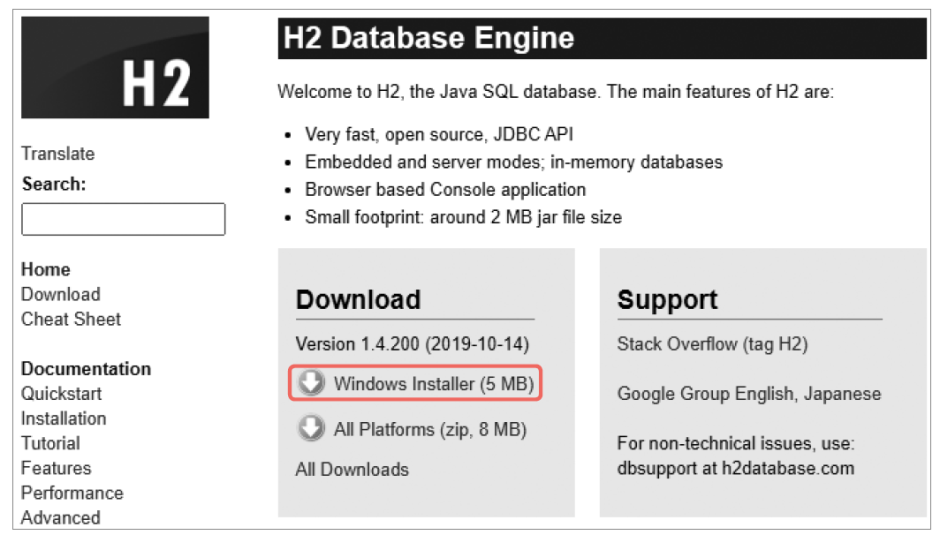 H2
Translate
Search:
Home
Download
Cheat Sheet
Documentation
Quickstart
Installation
Tutorial
Features
Performance
Advanced
H2 Database Engine
Welcome to H2, the Java SQL database. The main features of H2 are:
• Very fast, open source, JDBC API
• Embedded and server modes; in-memory databases
• Browser based Console application
• Small footprint: around 2 MB jar file size
Download
Version 1.4.200 (2019-10-14)
Windows Installer (5 MB)
All Platforms (zip, 8 MB)
All Downloads
Support
Stack Overflow (tag H2)
Google Group English, Japanese
For non-technical issues, use:
dbsupport at h2database.com